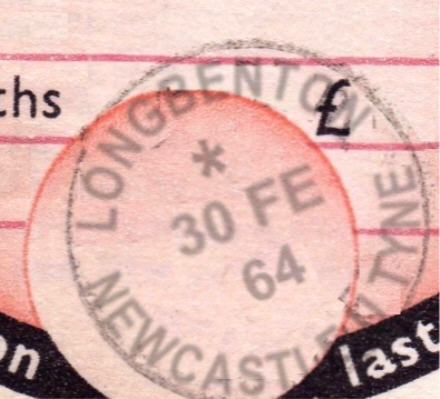 ths £
LONGBENTON
*
30 FE
64
NEWCASTLE N TYNE
on last